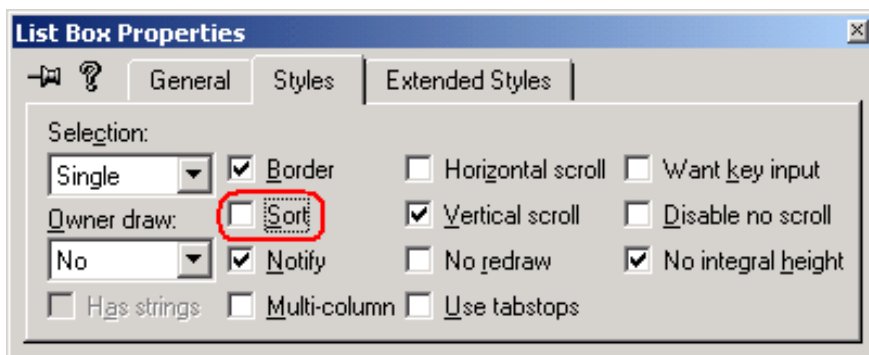 List Box Properties
General Styles Extended Styles
Selection:
Single Border Horizontal scroll Want key input
Owner draw: Sort Vertical scroll Disable no scroll
No Notify No redraw No integral height
Has strings Multi-column Use tabstops